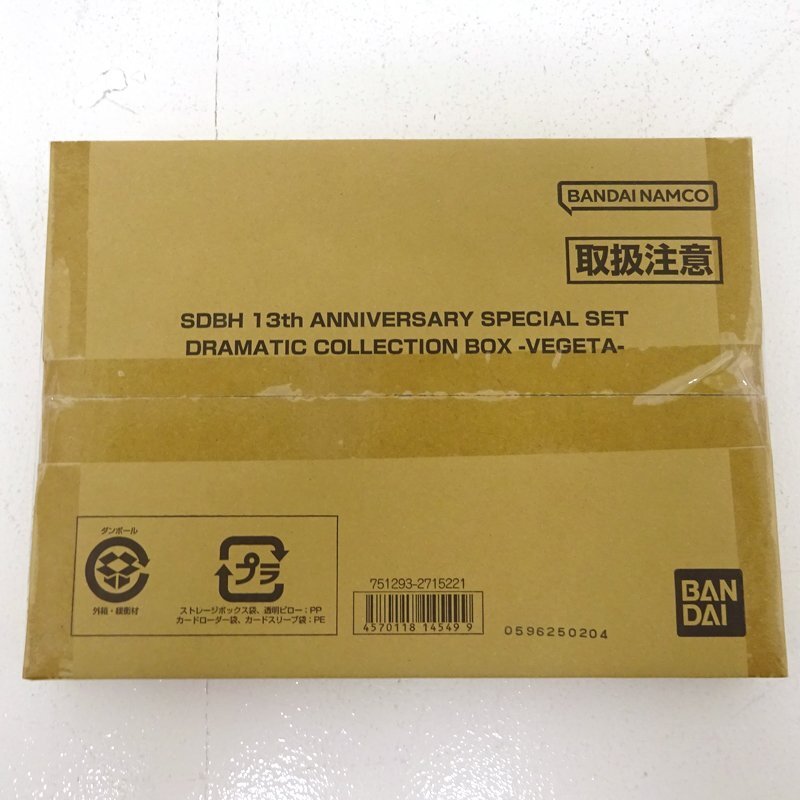 BANDAI NAMCO
取扱注意
SDBH 13th ANNIVERSARY SPECIAL SET
DRAMATIC COLLECTION BOX -VEGETA-
ダンボール
外箱・緩衝材
プラ
ストレージボックス袋、透明ピロー：PP
カードローダー袋、カードスリーブ袋：PE
751293-2715221
4570118 14549 9
0596250204
BAN
DAI